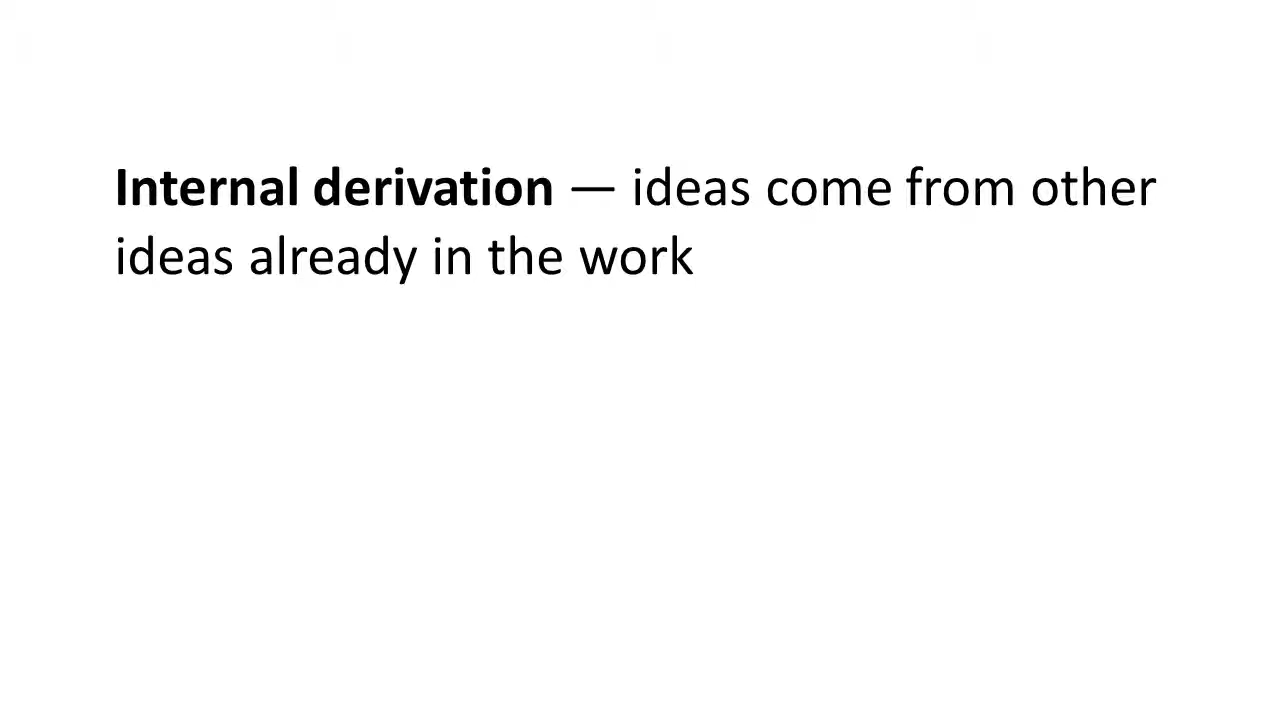 Internal derivation — ideas come from other
ideas already in the work